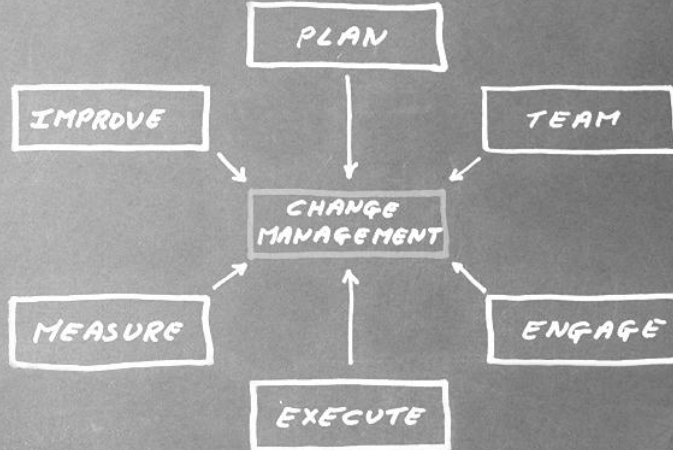 PLAN
IMPROVE
TEAM
CHANGE
MANAGEMENT
MEASURE
ENGAGE
EXECUTE